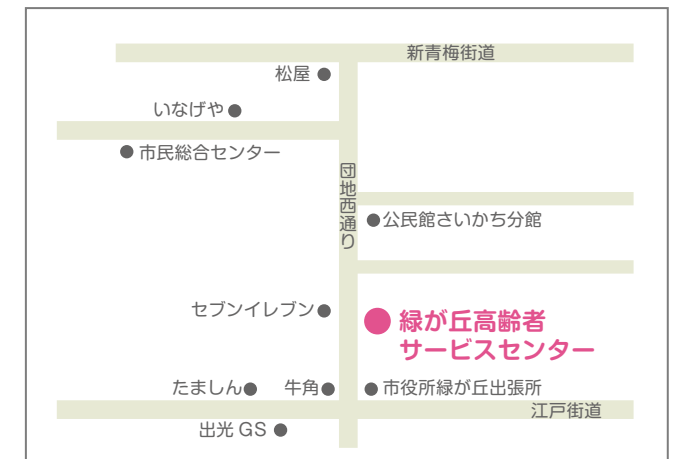 新青梅街道
松屋
いなげや
市民総合センター
団地西通り
公民館さいかち分館
セブンイレブン
緑が丘高齢者
サービスセンター
たましん
牛角
市役所緑が丘出張所
江戸街道
出光 GS